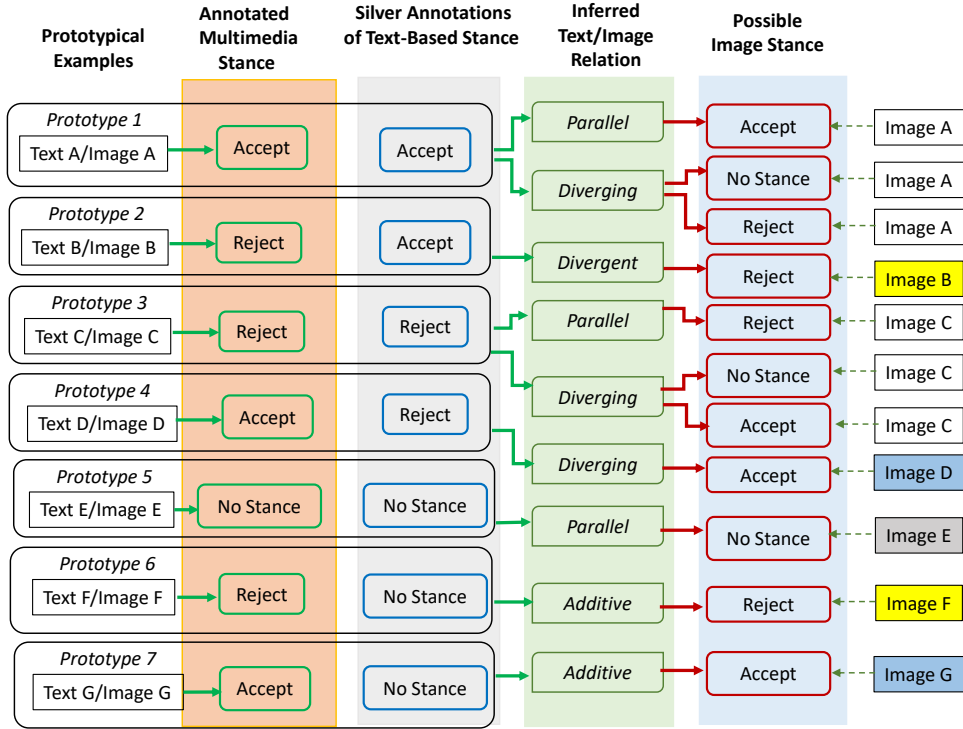 Prototypical
Examples
Annotated
Multimedia
Stance
Silver Annotations
of Text-Based Stance
Inferred
Text/Image
Relation
Possible
Image Stance
Prototype 1
Text A/Image A
Accept
Accept
Parallel
Accept
Image A
Diverging
No Stance
Image A
Reject
Image A
Prototype 2
Text B/Image B
Reject
Accept
Divergent
Reject
Image B
Prototype 3
Text C/Image C
Reject
Reject
Parallel
Reject
Image C
Diverging
No Stance
Image C
Accept
Image C
Prototype 4
Text D/Image D
Accept
Reject
Diverging
Accept
Image D
Prototype 5
Text E/Image E
No Stance
No Stance
Parallel
No Stance
Image E
Prototype 6
Text F/Image F
Reject
No Stance
Additive
Reject
Image F
Prototype 7
Text G/Image G
Accept
No Stance
Additive
Accept
Image G